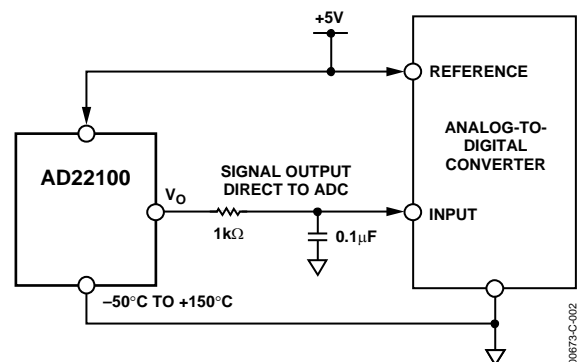 +5V
REFERENCE
ANALOG-TO-
DIGITAL
CONVERTER
AD22100
SIGNAL OUTPUT
DIRECT TO ADC
VO
INPUT
1kΩ
0.1μF
–50°C TO +150°C
00673-C-002